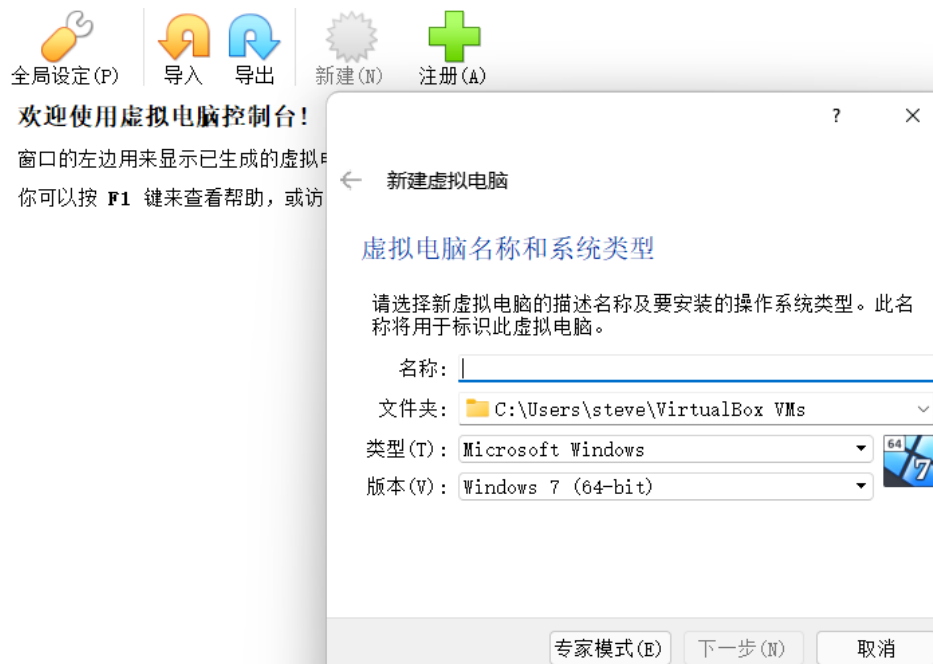 全局设定(P) 导入 导出 新建(N) 注册(A)
欢迎使用虚拟电脑控制台!
窗口的左边用来显示已生成的虚拟
你可以按 F1 键来查看帮助, 或访
?
新建虚拟电脑
虚拟电脑名称和系统类型
请选择新虚拟电脑的描述名称及要安装的操作系统类型。此名
称将用于标识此虚拟电脑。
名称:
文件夹: C:\Users\steve\VirtualBox VMs
类型(T): Microsoft Windows
64
版本(V): Windows 7 (64-bit)
7
专家模式(E) 下一步(N) 取消